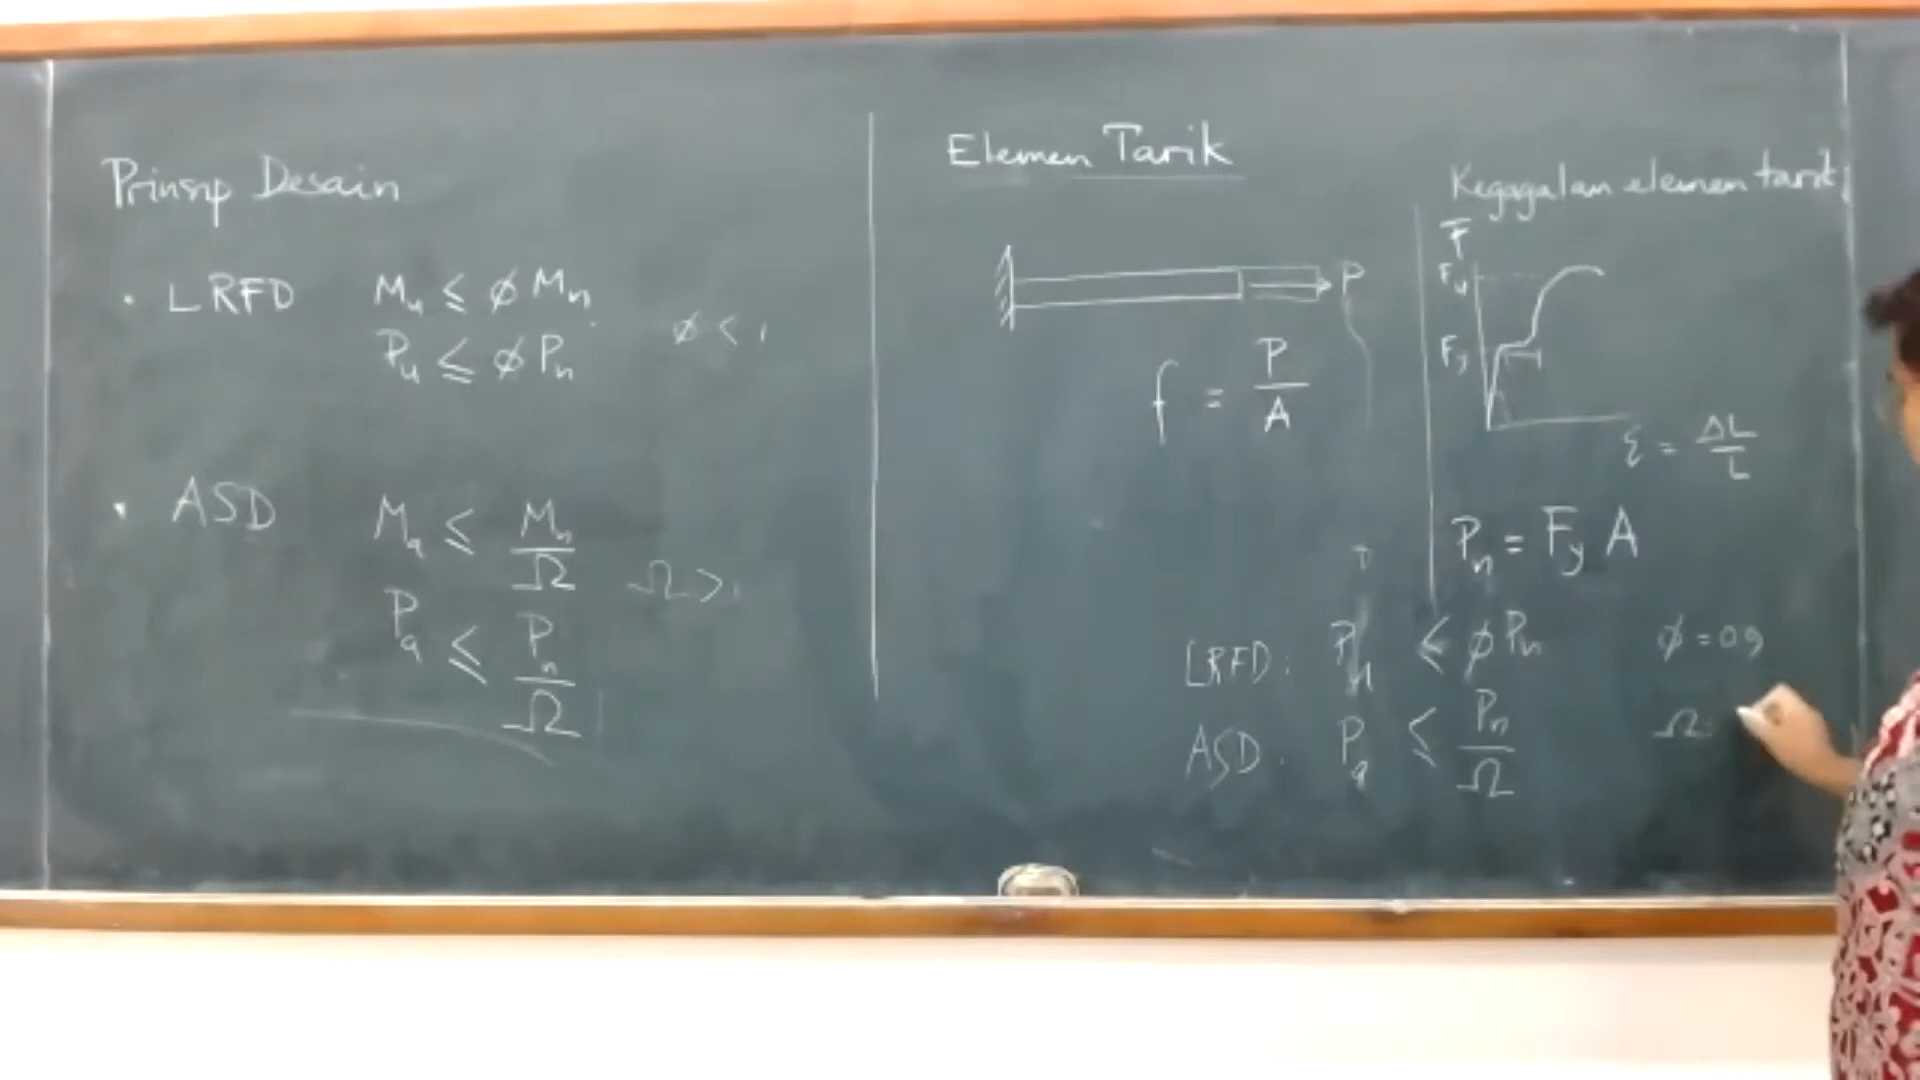 Prinsip Desain
• LRFD Mu ≤ ϕ Mn
Pu ≤ ϕ Pn
ϕ < 1
• ASD Ma ≤ Mn/Ω
Pa ≤ Pn/Ω
Ω > 1
Elemen Tarik
P
f = P/A
Kegagalan elemen tarik
F
Fu
Fy
ε = ΔL/L
Pn = Fy A
LRFD: Pu ≤ ϕ Pn ϕ = 0.9
ASD: Pa ≤ Pn/Ω Ω =